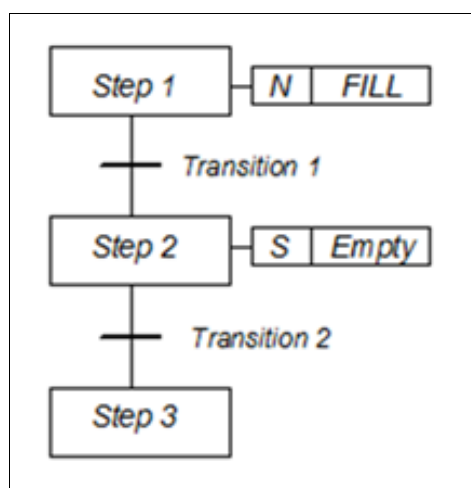 Step 1 N FILL
Transition 1
Step 2 S Empty
Transition 2
Step 3